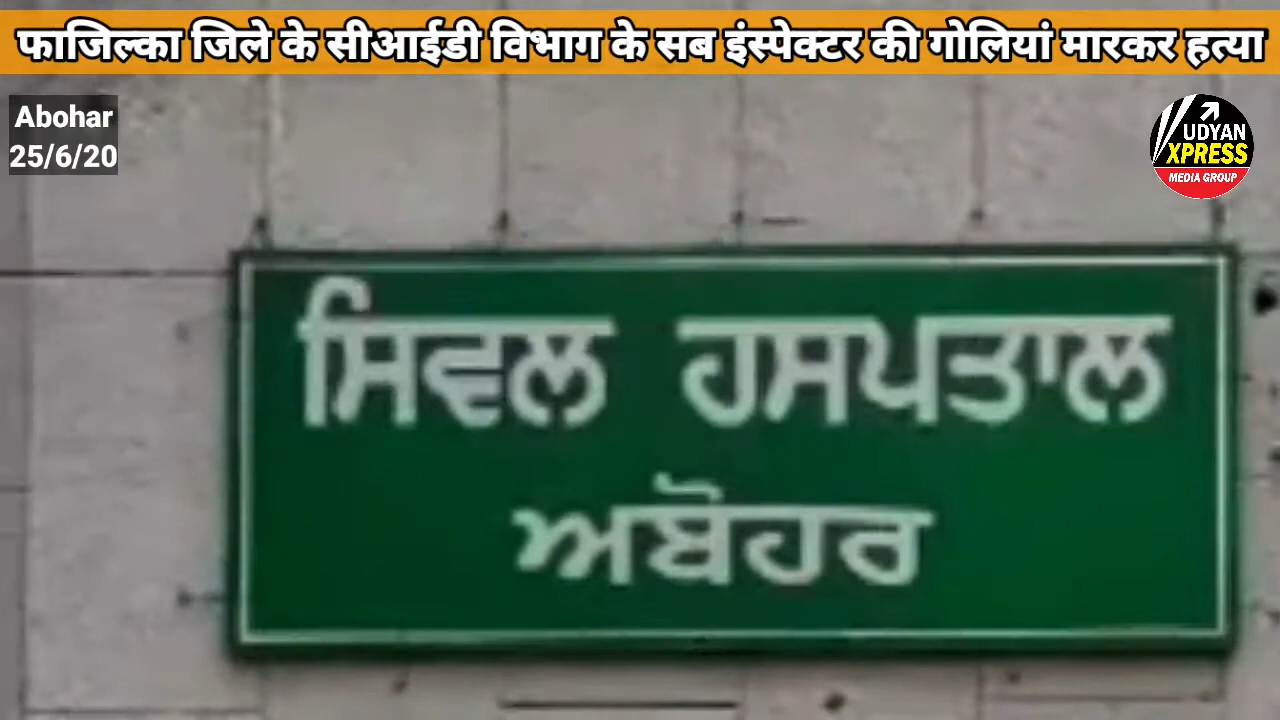 फाजिल्का जिले के सीआईडी विभाग के सब इंस्पेक्टर की गोलियां मारकर हत्या
Abohar
25/6/20
UDYAN
XPRESS
MEDIA GROUP
ਸਿਵਲ ਹਸਪਤਾਲ
ਅਬੋਹਰ